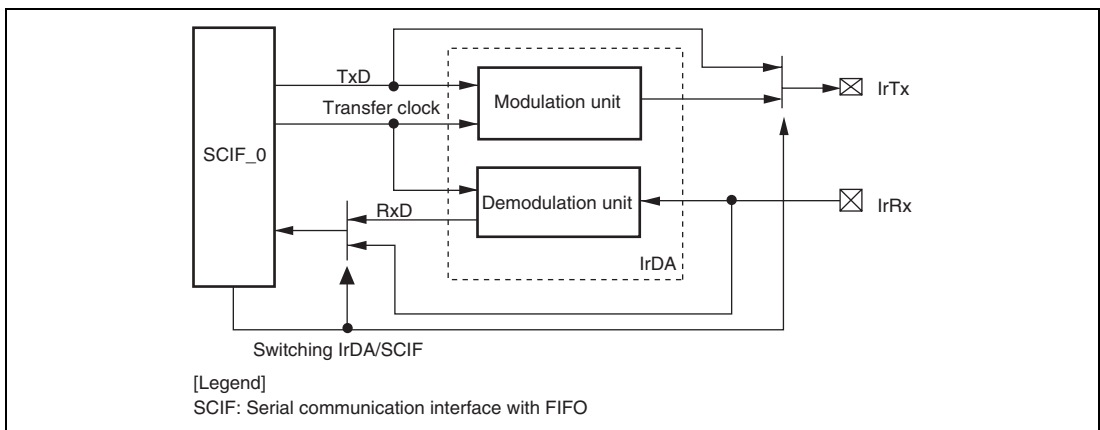 TxD
IrTx
Modulation unit
Transfer clock
SCIF_0
Demodulation unit
IrRx
RxD
IrDA
Switching IrDA/SCIF
[Legend]
SCIF: Serial communication interface with FIFO